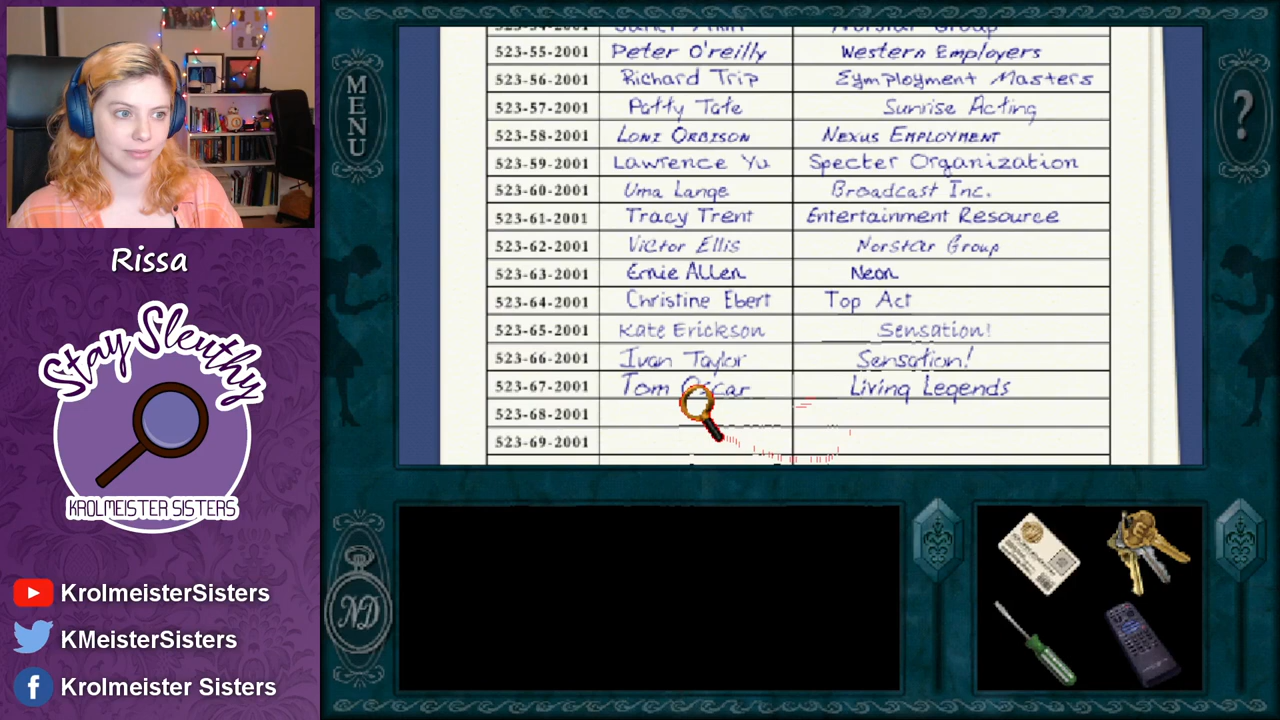 Rissa
Stay Sleuthy
KROLMEISTER SISTERS
KrolmeisterSisters
KMeisterSisters
Krolmeister Sisters
MENU
?
523-55-2001 Peter O'reilly Western Employers
523-56-2001 Richard Trip Eymployment Masters
523-57-2001 Patty Tate Sunrise Acting
523-58-2001 LONI ORBISON NEXUS EMPLOYMENT
523-59-2001 Lawrence Yu Specter Organization
523-60-2001 Uma Lange Broadcast Inc.
523-61-2001 Tracy Trent Entertainment Resource
523-62-2001 Victor Ellis Norstar Group
523-63-2001 Ernie Allen Neon
523-64-2001 Christine Ebert Top Act
523-65-2001 Kate Erickson Sensation!
523-66-2001 Ivan Taylor Sensation!
523-67-2001 Tom Oscar Living Legends
523-68-2001
523-69-2001
ND